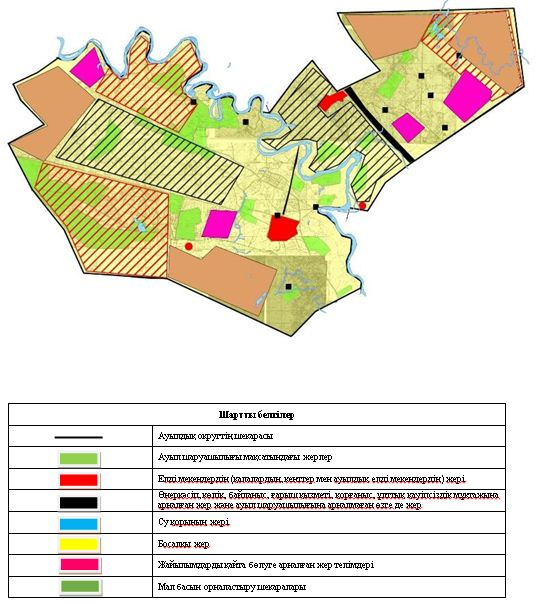 Шартты белгілер
Ауылдық округтің шекарасы
Ауыл шаруашылығы мақсатындағы жерлер
Елді мекендердің (қалалардың, кенттер мен ауылдық елді мекендердің) жері
Өнеркәсіп, көлік, байланыс, ғарыш қызметі, қорғаныс, ұлттық қауіпсіздік мұқтажына
арналған жер және ауыл шаруашылығына арналмаған өзге де жер
Су қорының жері
Босалқы жер
Жайылымдарды қайта бөлуге арналған жер телімдері
Мал басын орналастыру шекаралары